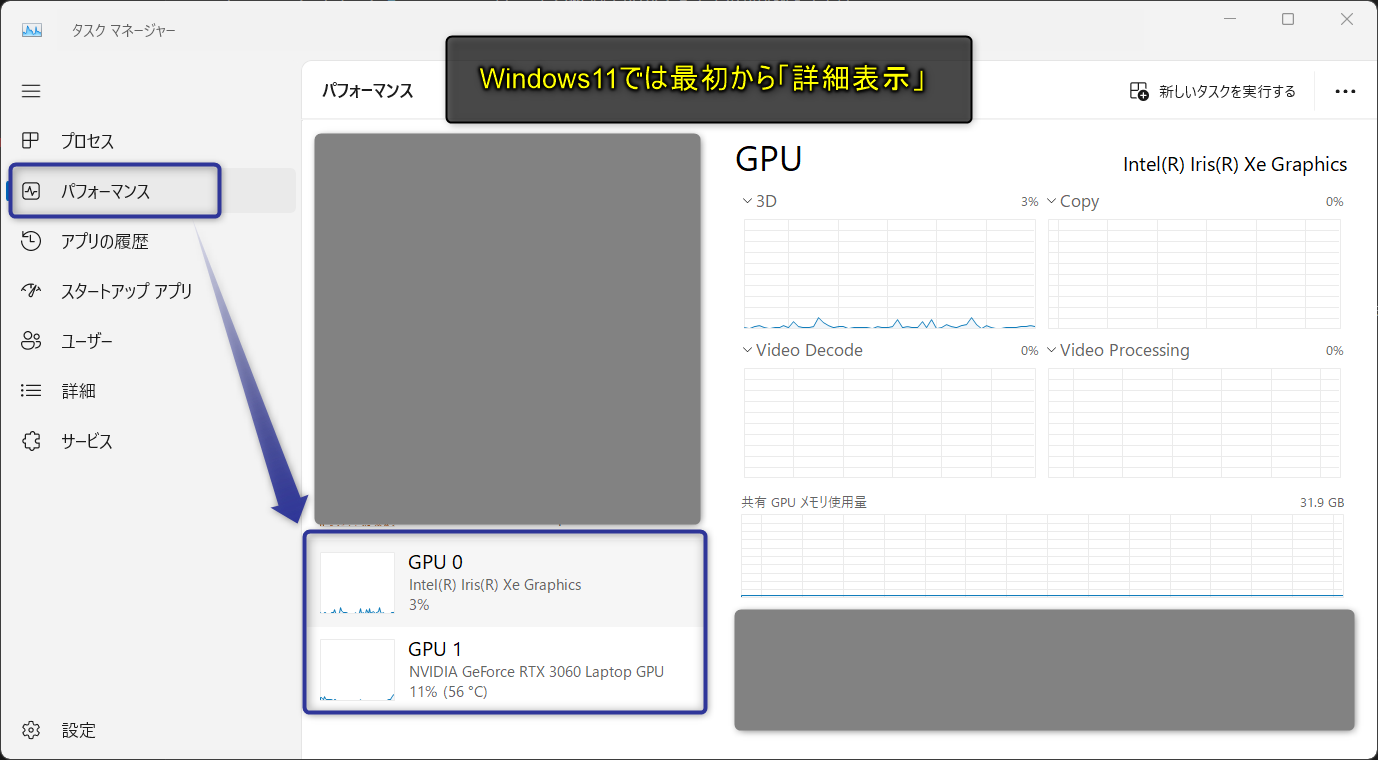 タスク マネージャー
Windows11では最初から「詳細表示」
パフォーマンス
新しいタスクを実行する
プロセス
パフォーマンス
アプリの履歴
スタートアップ アプリ
ユーザー
詳細
サービス
設定
GPU 0
Intel(R) Iris(R) Xe Graphics
3%
GPU 1
NVIDIA GeForce RTX 3060 Laptop GPU
11% (56 °C)
GPU
Intel(R) Iris(R) Xe Graphics
3D 3%
Copy 0%
Video Decode 0%
Video Processing 0%
共有 GPU メモリ使用量 31.9 GB